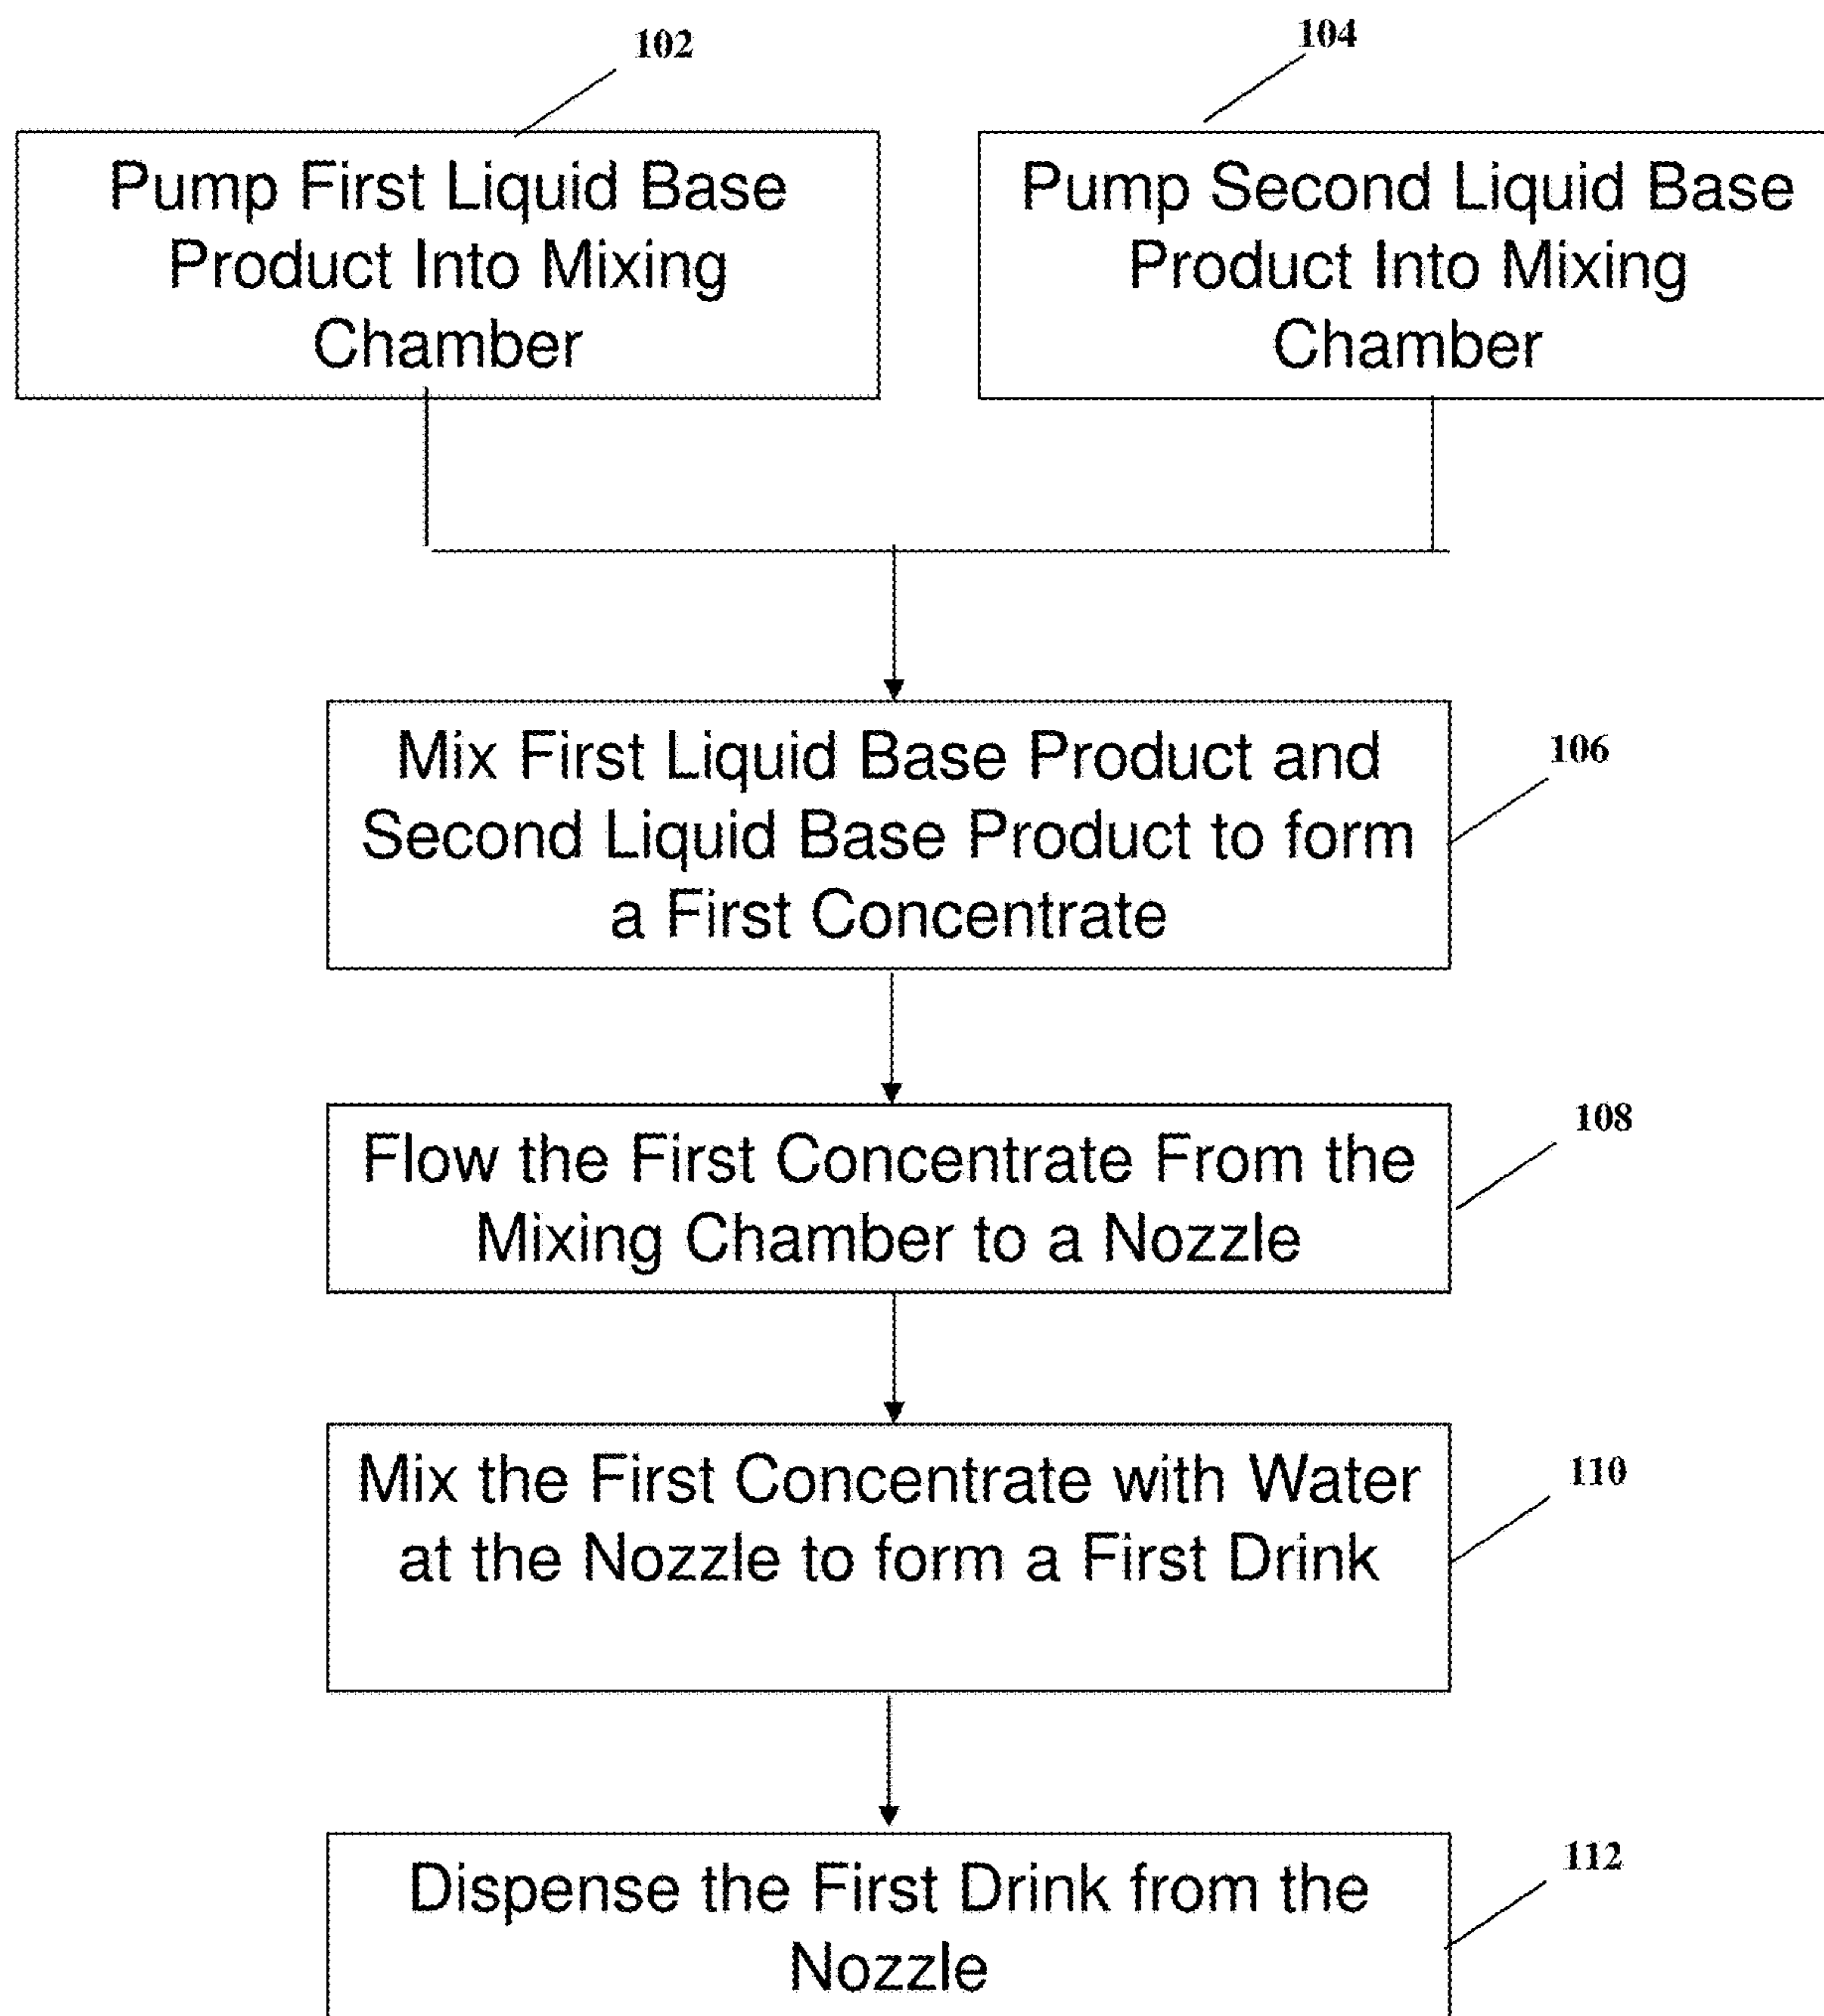 102
104
Pump First Liquid Base
Product Into Mixing
Chamber
Pump Second Liquid Base
Product Into Mixing
Chamber
Mix First Liquid Base Product and
Second Liquid Base Product to form
a First Concentrate
106
Flow the First Concentrate From the
Mixing Chamber to a Nozzle
108
Mix the First Concentrate with Water
at the Nozzle to form a First Drink
110
Dispense the First Drink from the
Nozzle
112